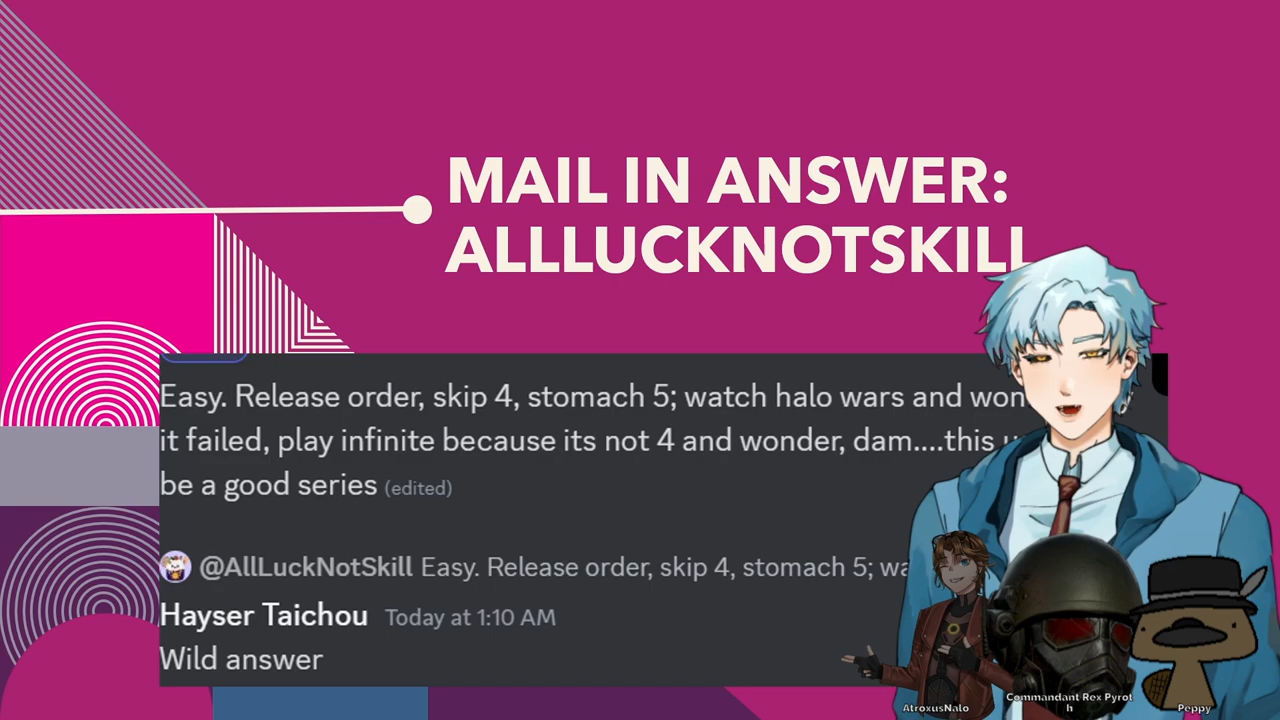 MAIL IN ANSWER:
ALLLUCKNOTSKILL
Easy. Release order, skip 4, stomach 5; watch halo wars and
it failed, play infinite because its not 4 and wonder, dam....this
be a good series (edited)
@AllLuckNotSkill Easy. Release order, skip 4, stomach 5;
Hayser Taichou Today at 1:10 AM
Wild answer
AtroxusNalo
Commandant Rex Pyrot
h
Peppy